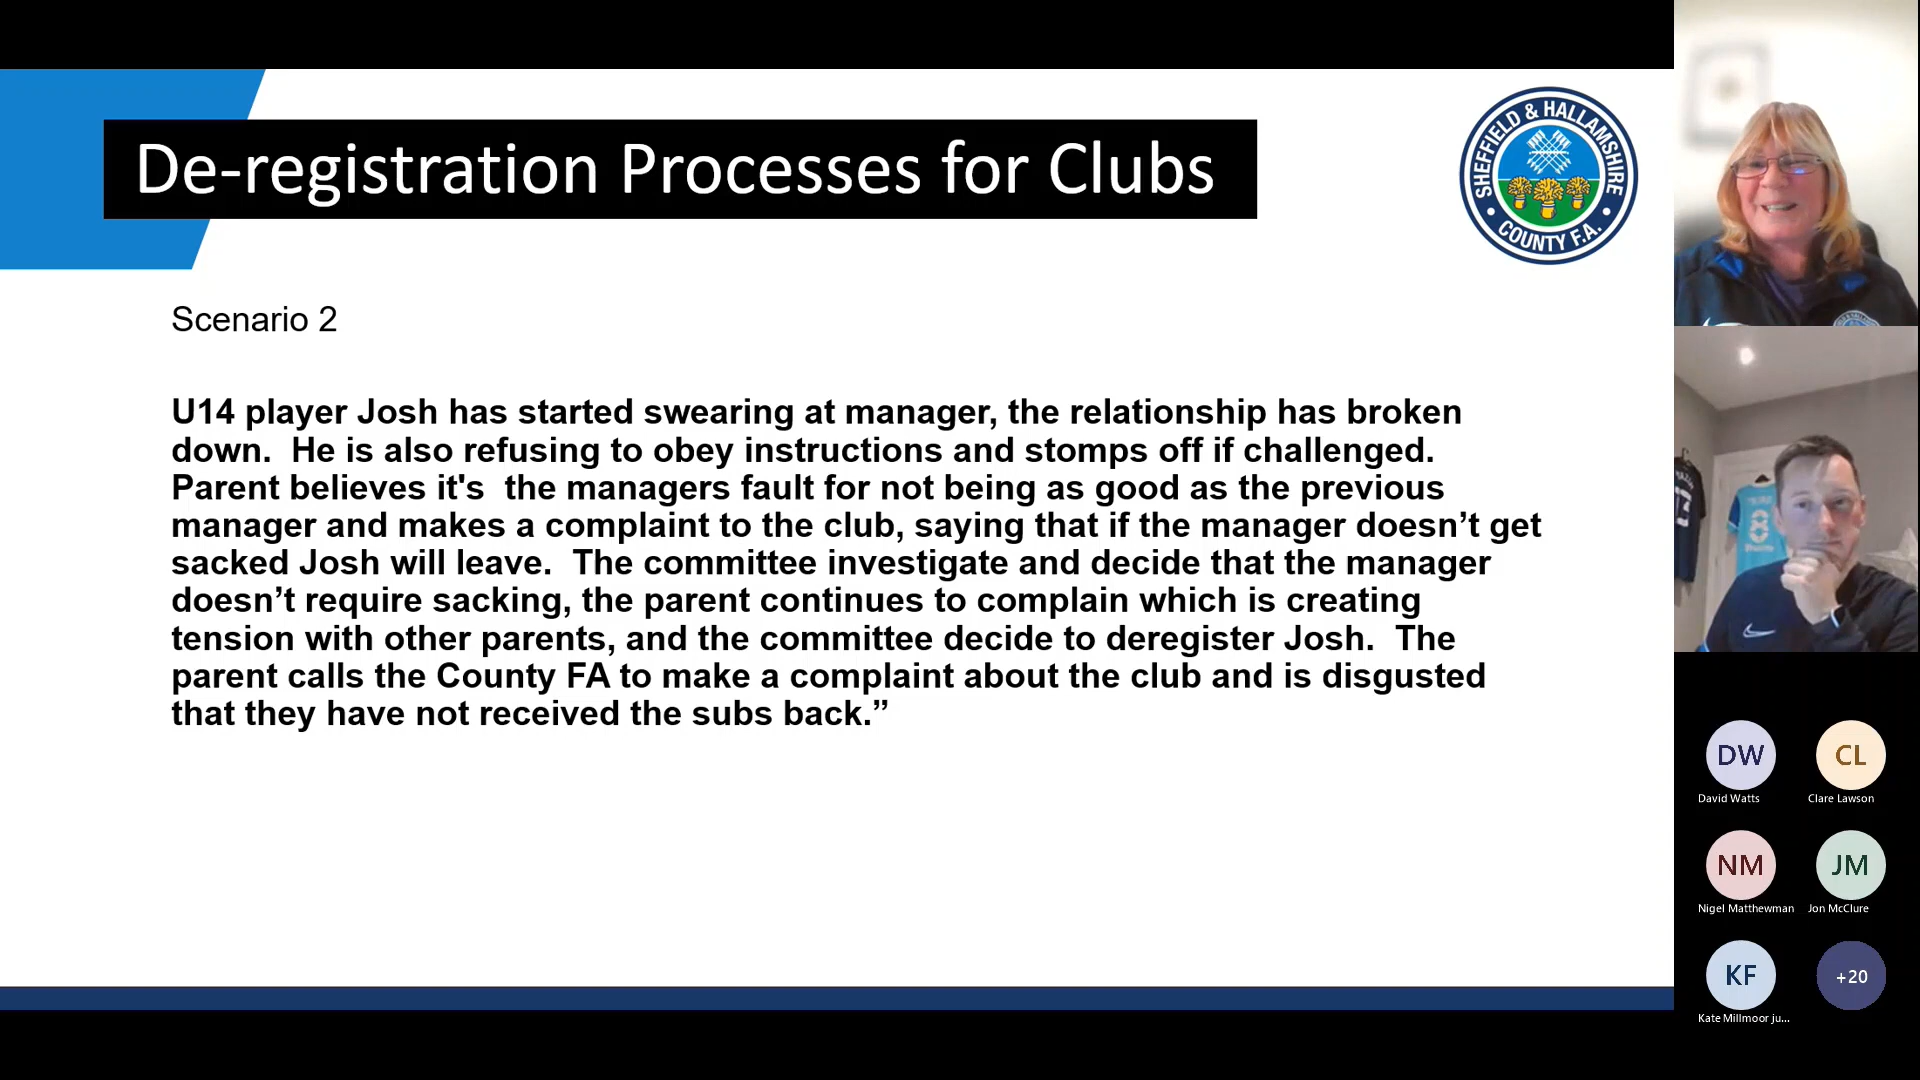 De-registration Processes for Clubs
SHEFFIELD & HALLAMSHIRE
COUNTY F.A.
Scenario 2
U14 player Josh has started swearing at manager, the relationship has broken
down.  He is also refusing to obey instructions and stomps off if challenged.
Parent believes it's  the managers fault for not being as good as the previous
manager and makes a complaint to the club, saying that if the manager doesn’t get
sacked Josh will leave.  The committee investigate and decide that the manager
doesn’t require sacking, the parent continues to complain which is creating
tension with other parents, and the committee decide to deregister Josh.  The
parent calls the County FA to make a complaint about the club and is disgusted
that they have not received the subs back.”
8
DW
CL
David Watts
Clare Lawson
NM
JM
Nigel Matthewman
Jon McClure
KF
+20
Kate Millmoor ju...